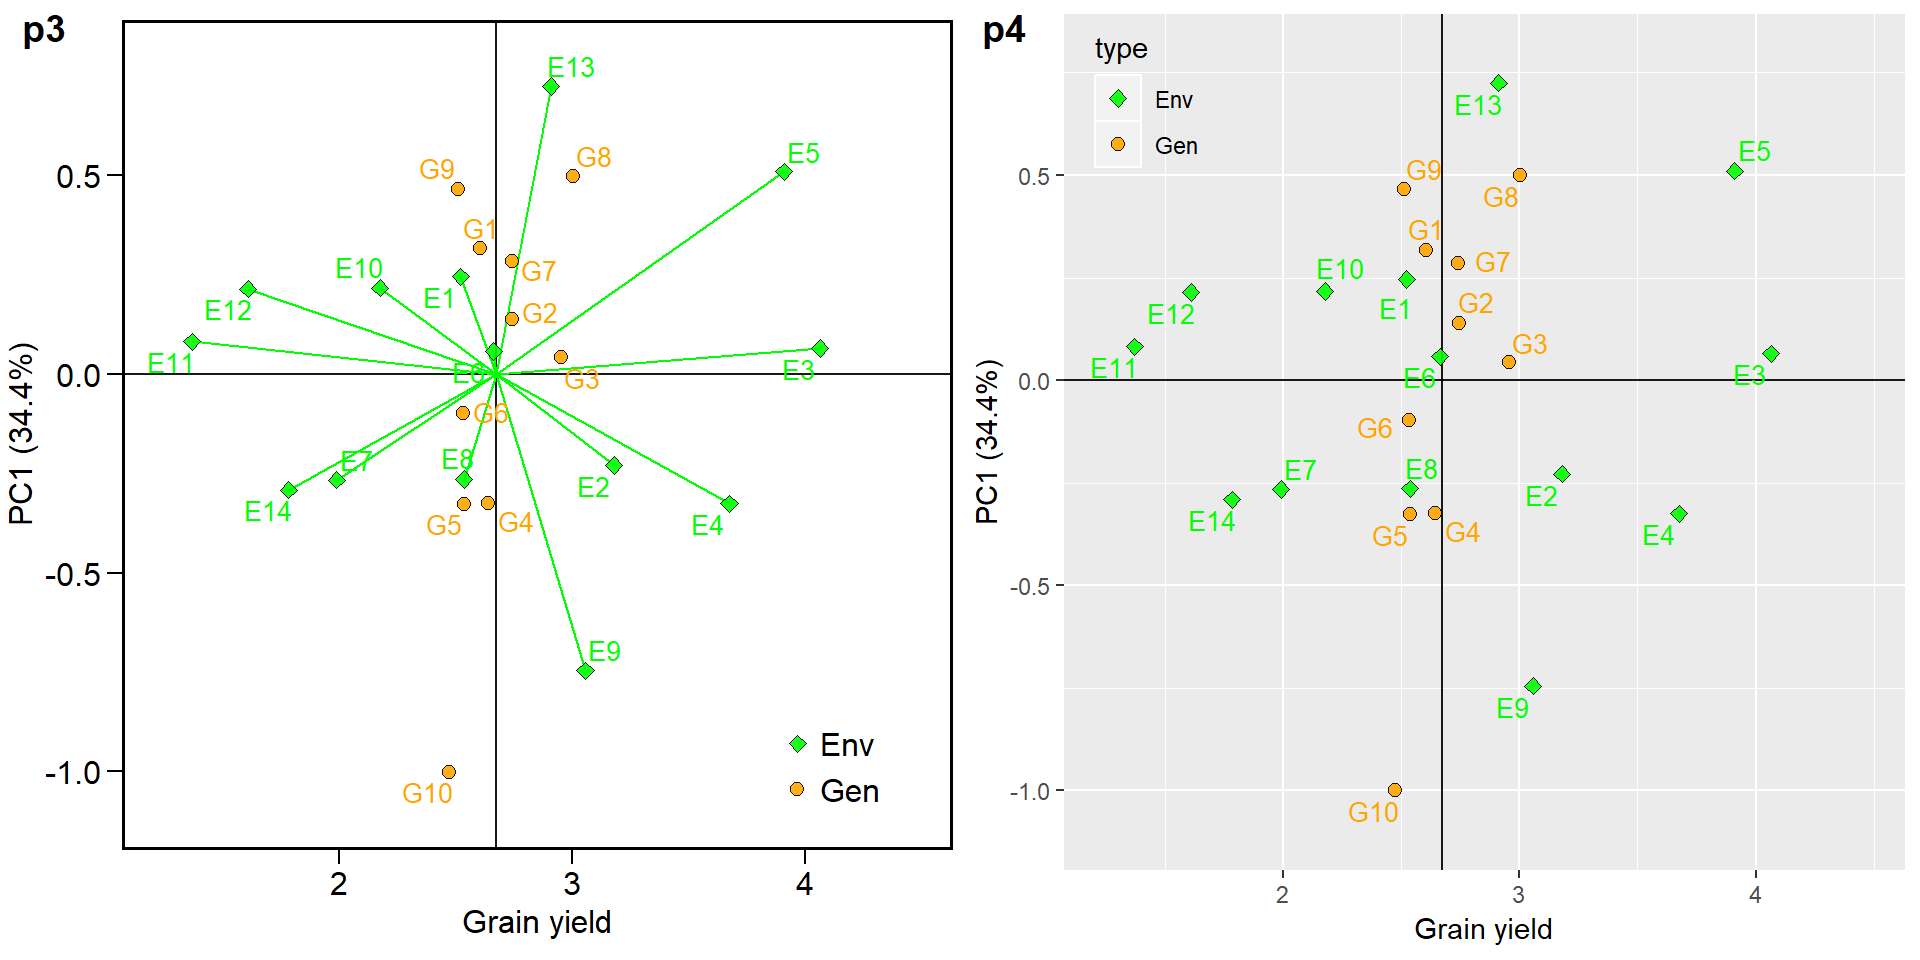 p3
E13
G8
E5
G9
0.5
G1
E10
G7
E1
E12
G2
E11
E6
E3
0.0
G3
G6
PC1 (34.4%)
E7
E8
E2
E14
G5
G4
E4
-0.5
E9
Env
-1.0
G10
Gen
2
3
4
Grain yield
p4
type
Env
E13
Gen
E5
G9
0.5
G8
G1
G7
E10
G2
E1
E12
G3
E11
E6
E3
0.0
G6
PC1 (34.4%)
E7
E8
E2
E14
G5
G4
E4
-0.5
E9
-1.0
G10
2
3
4
Grain yield